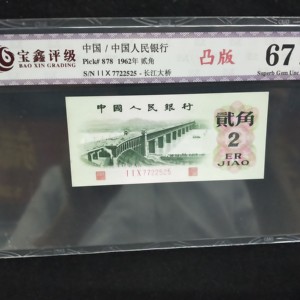 宝鑫评级
BAO XIN GRADING
中国 / 中国人民银行
Pick# 878 1962年 贰角
S/N I I X 7722525 - 长江大桥
凸版
67
Superb Gem Unc
中国人民银行
I I X 7722525
贰角
2
ER
JIAO